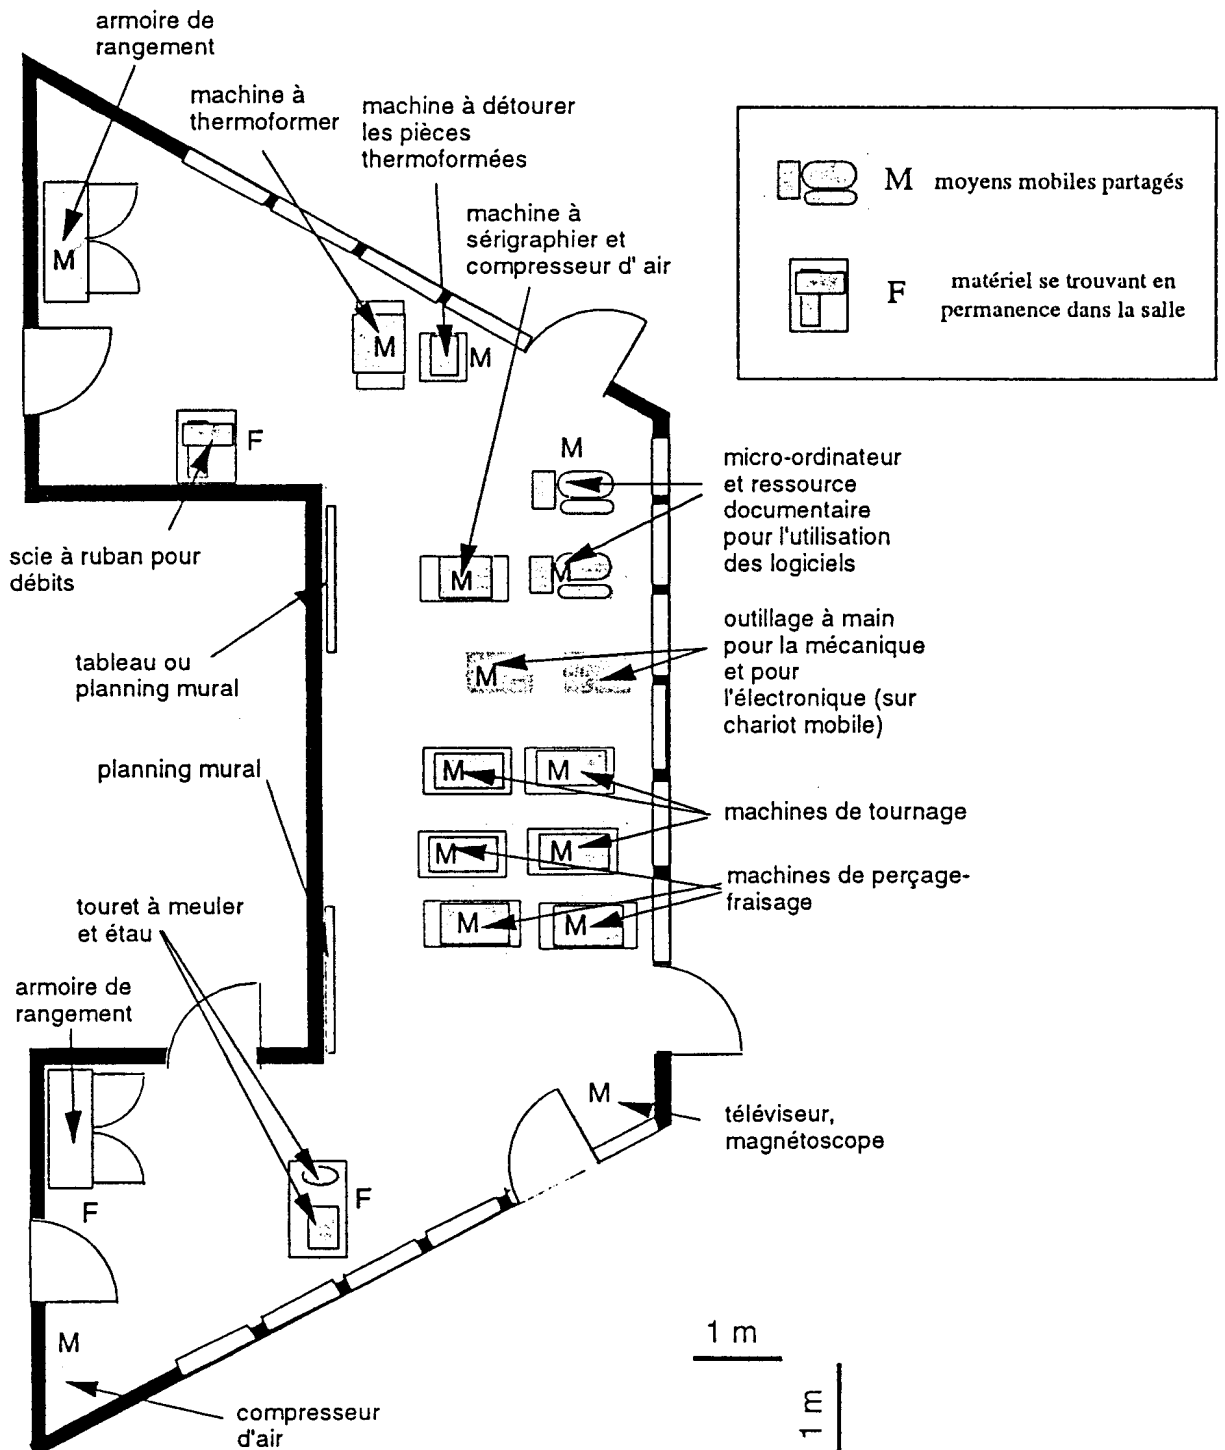 armoire de
rangement
machine à
thermoformer
machine à détourer
les pièces
thermoformées
machine à
sérigraphier et
compresseur d' air
M moyens mobiles partagés
F matériel se trouvant en
permanence dans la salle
M
M
M
F
M
micro-ordinateur
et ressource
documentaire
pour l'utilisation
des logiciels
scie à ruban pour
débits
M
M
outillage à main
pour la mécanique
et pour
l'électronique (sur
chariot mobile)
tableau ou
planning mural
M
planning mural
M
M
machines de tournage
M
M
machines de perçage-
fraisage
touret à meuler
et étau
M
M
armoire de
rangement
M
téléviseur,
magnétoscope
F
F
M
1 m
1 m
compresseur
d'air